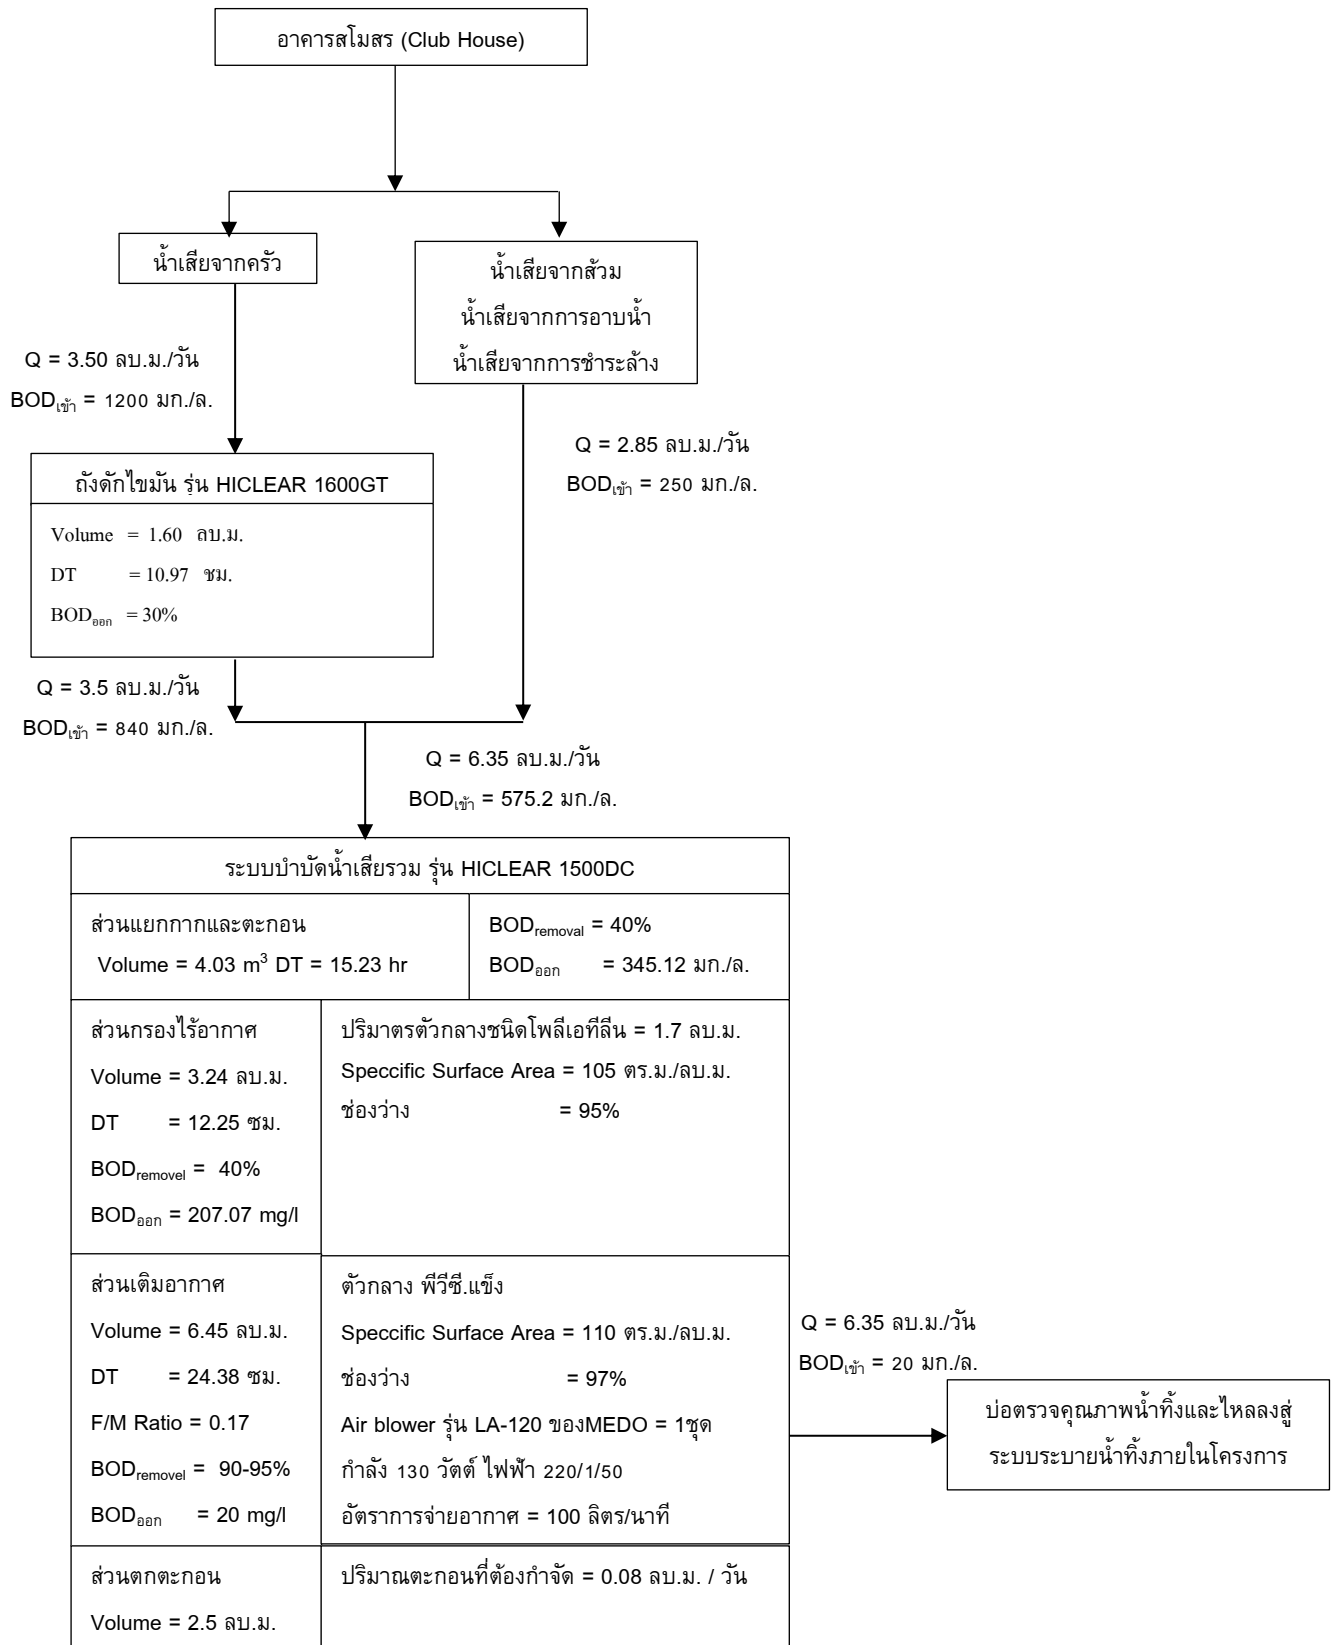 อาคารสโมสร (Club House)
น้ำเสียจากครัว
น้ำเสียจากส้วม
น้ำเสียจากการอาบน้ำ
น้ำเสียจากการชำระล้าง
Q = 3.50 ลบ.ม./วัน
BODเข้า = 1200 มก./ล.
Q = 2.85 ลบ.ม./วัน
BODเข้า = 250 มก./ล.
ถังดักไขมัน รุ่น HICLEAR 1600GT
Volume = 1.60 ลบ.ม.
DT = 10.97 ชม.
BODออก = 30%
Q = 3.5 ลบ.ม./วัน
BODเข้า = 840 มก./ล.
Q = 6.35 ลบ.ม./วัน
BODเข้า = 575.2 มก./ล.
ระบบบำบัดน้ำเสียรวม รุ่น HICLEAR 1500DC
ส่วนแยกกากและตะกอน
Volume = 4.03 m³ DT = 15.23 hr
BODremoval = 40%
BODออก = 345.12 มก./ล.
ส่วนกรองไร้อากาศ
Volume = 3.24 ลบ.ม.
DT = 12.25 ซม.
BODremovel = 40%
BODออก = 207.07 mg/l
ปริมาตรตัวกลางชนิดโพลีเอทีลีน = 1.7 ลบ.ม.
Speccific Surface Area = 105 ตร.ม./ลบ.ม.
ช่องว่าง = 95%
ส่วนเติมอากาศ
Volume = 6.45 ลบ.ม.
DT = 24.38 ซม.
F/M Ratio = 0.17
BODremovel = 90-95%
BODออก = 20 mg/l
ตัวกลาง พีวีซี.แข็ง
Speccific Surface Area = 110 ตร.ม./ลบ.ม.
ช่องว่าง = 97%
Air blower รุ่น LA-120 ของMEDO = 1ชุด
กำลัง 130 วัตต์ ไฟฟ้า 220/1/50
อัตราการจ่ายอากาศ = 100 ลิตร/นาที
Q = 6.35 ลบ.ม./วัน
BODเข้า = 20 มก./ล.
บ่อตรวจคุณภาพน้ำทิ้งและไหลลงสู่
ระบบระบายน้ำทิ้งภายในโครงการ
ส่วนตกตะกอน
Volume = 2.5 ลบ.ม.
ปริมาณตะกอนที่ต้องกำจัด = 0.08 ลบ.ม. / วัน